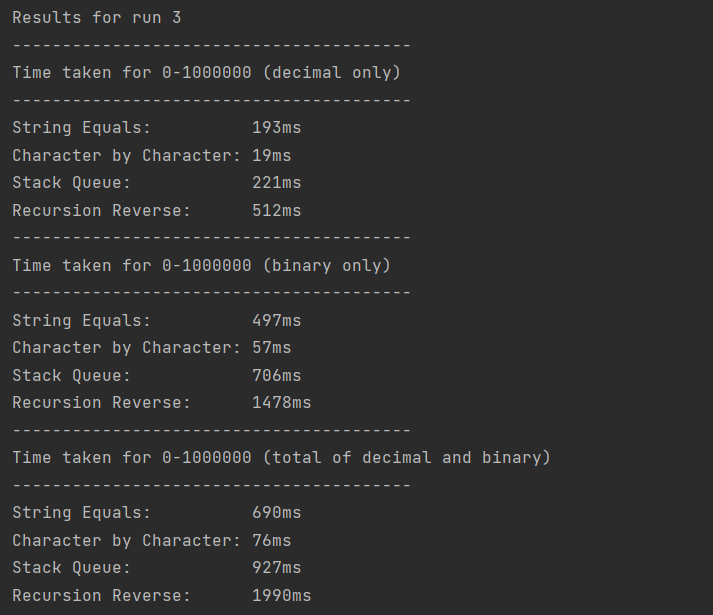 Results for run 3
----------------------------------------
Time taken for 0-1000000 (decimal only)
----------------------------------------
String Equals:          193ms
Character by Character: 19ms
Stack Queue:            221ms
Recursion Reverse:      512ms
----------------------------------------
Time taken for 0-1000000 (binary only)
----------------------------------------
String Equals:          497ms
Character by Character: 57ms
Stack Queue:            706ms
Recursion Reverse:      1478ms
----------------------------------------
Time taken for 0-1000000 (total of decimal and binary)
----------------------------------------
String Equals:          690ms
Character by Character: 76ms
Stack Queue:            927ms
Recursion Reverse:      1990ms